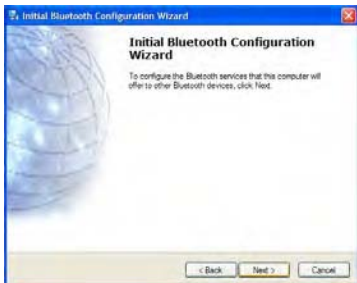 Initial Bluetooth Configuration Wizard
Initial Bluetooth Configuration
Wizard
To configure the Bluetooth services that this computer will
offer to other Bluetooth devices, click Next.
< Back Next > Cancel